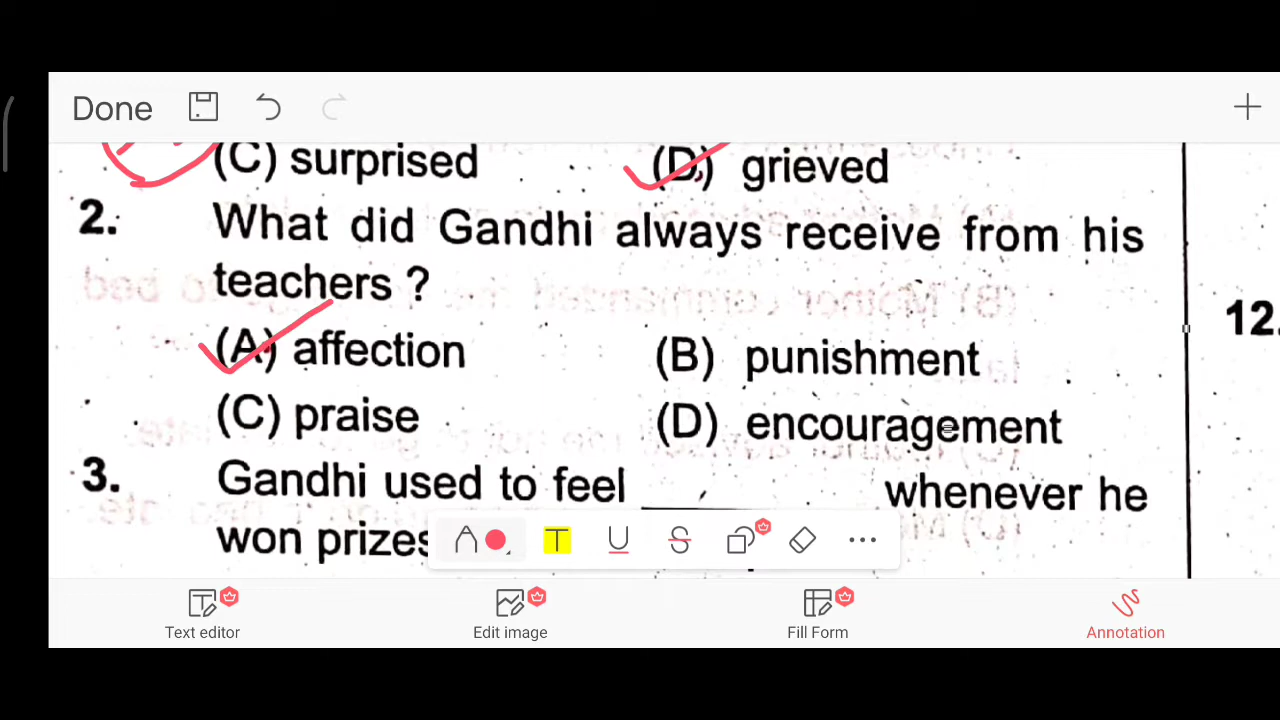 Done
(C) surprised (D) grieved
2. What did Gandhi always receive from his
teachers ?
(A) affection (B) punishment
12.
(C) praise (D) encouragement
3. Gandhi used to feel ________ whenever he
won prizes
T U S
Text editor Edit image Fill Form Annotation